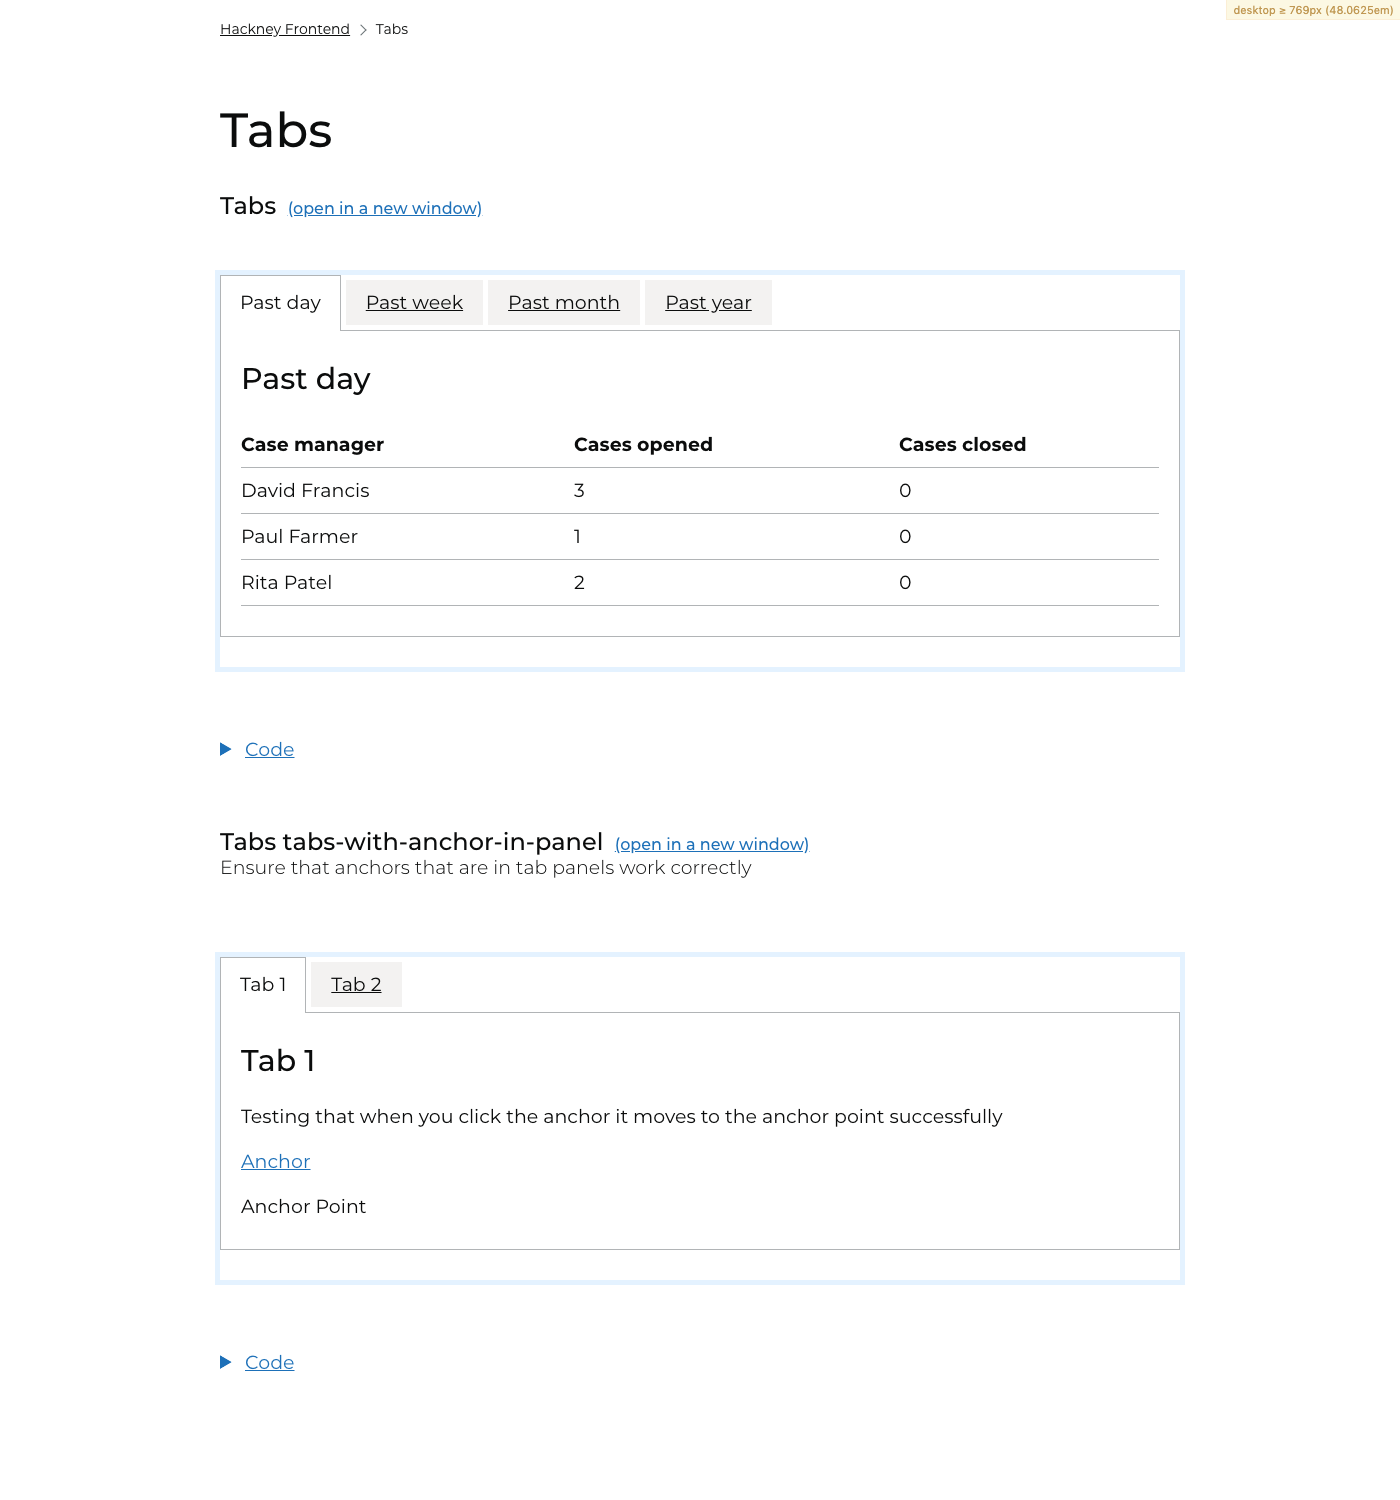 desktop ≥ 769px (48.0625em)
Hackney Frontend > Tabs
Tabs
Tabs (open in a new window)
Past day Past week Past month Past year
Past day
Case manager Cases opened Cases closed
David Francis 3 0
Paul Farmer 1 0
Rita Patel 2 0
Code
Tabs tabs-with-anchor-in-panel (open in a new window)
Ensure that anchors that are in tab panels work correctly
Tab 1 Tab 2
Tab 1
Testing that when you click the anchor it moves to the anchor point successfully
Anchor
Anchor Point
Code